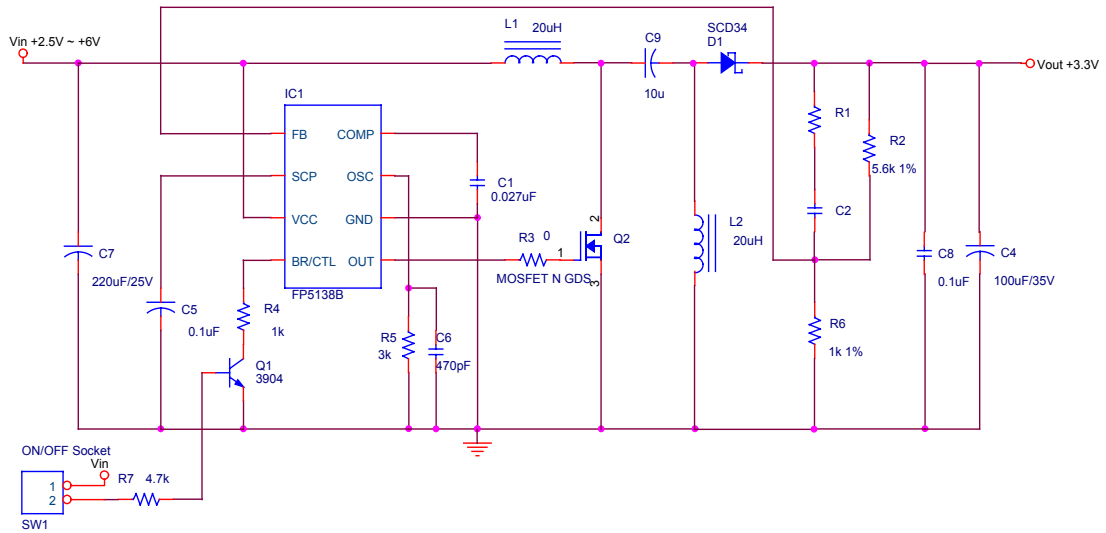 Vin +2.5V ~ +6V
L1
20uH
C9
10u
SCD34
D1
Vout +3.3V
IC1
FB
COMP
SCP
OSC
VCC
GND
BR/CTL
OUT
FP5138B
C1
0.027uF
R1
R2
5.6k 1%
C2
L2
20uH
2
Q2
1
3
R3
0
MOSFET N GDS
C7
220uF/25V
C5
0.1uF
R4
1k
Q1
3904
R5
3k
C6
470pF
R6
1k 1%
C8
0.1uF
C4
100uF/35V
ON/OFF Socket
Vin
1
2
SW1
R7
4.7k